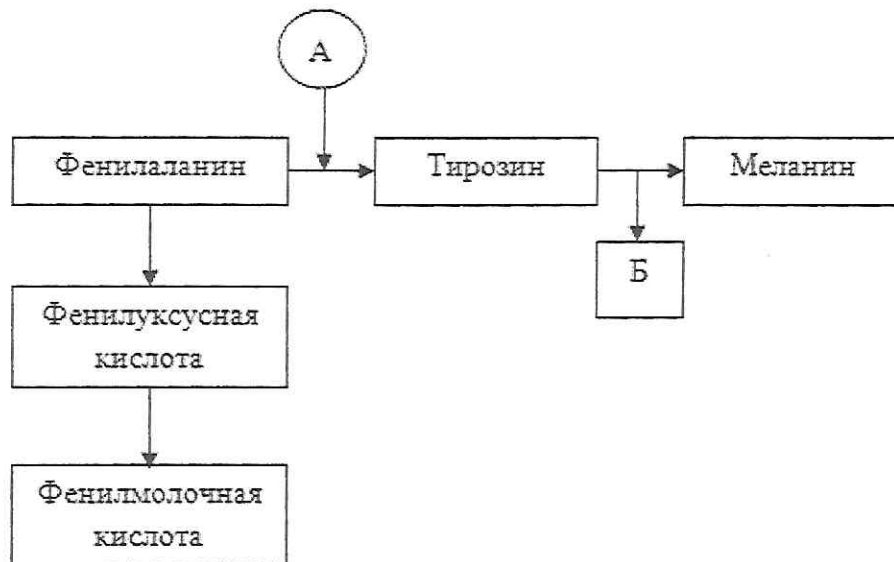 А
Фенилаланин
Тирозин
Меланин
Б
Фенилуксусная
кислота
Фенилмолочная
кислота